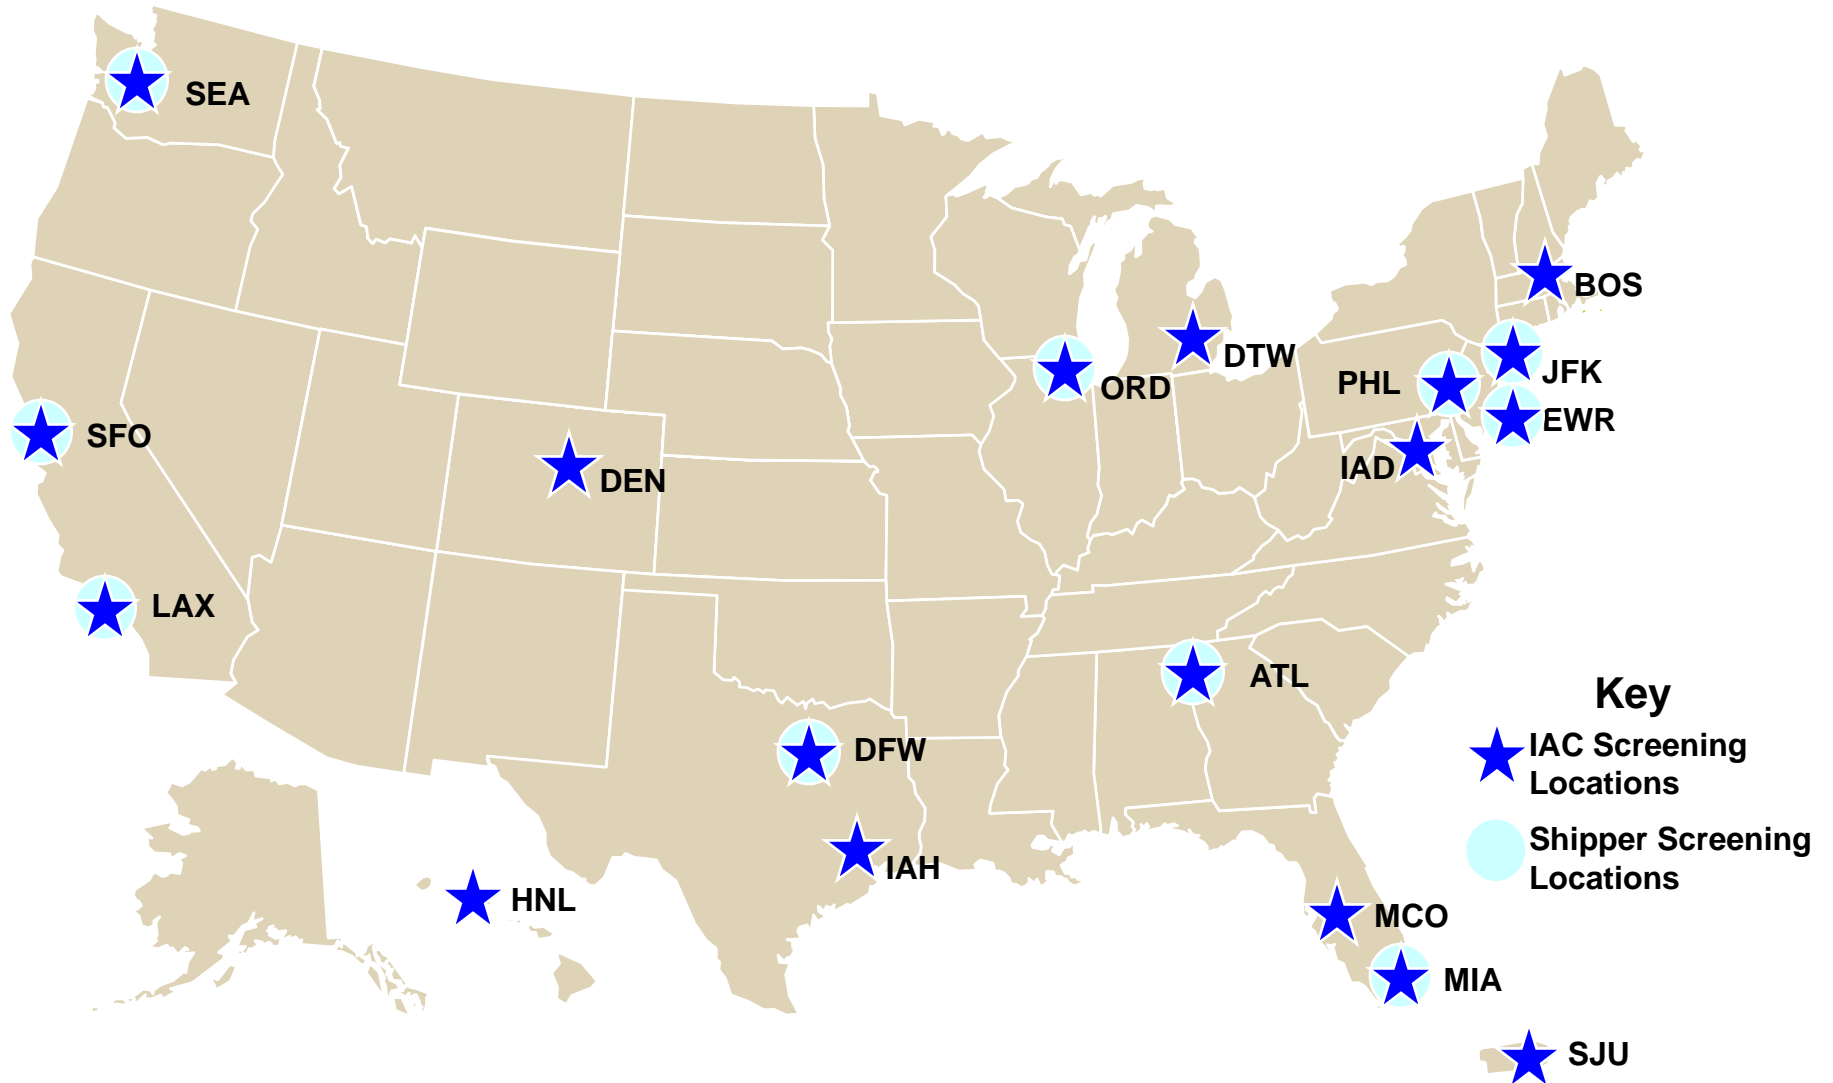 SEA
BOS
DTW
JFK
PHL
ORD
EWR
SFO
IAD
DEN
LAX
ATL
Key
IAC Screening
Locations
DFW
Shipper Screening
Locations
IAH
HNL
MCO
MIA
SJU